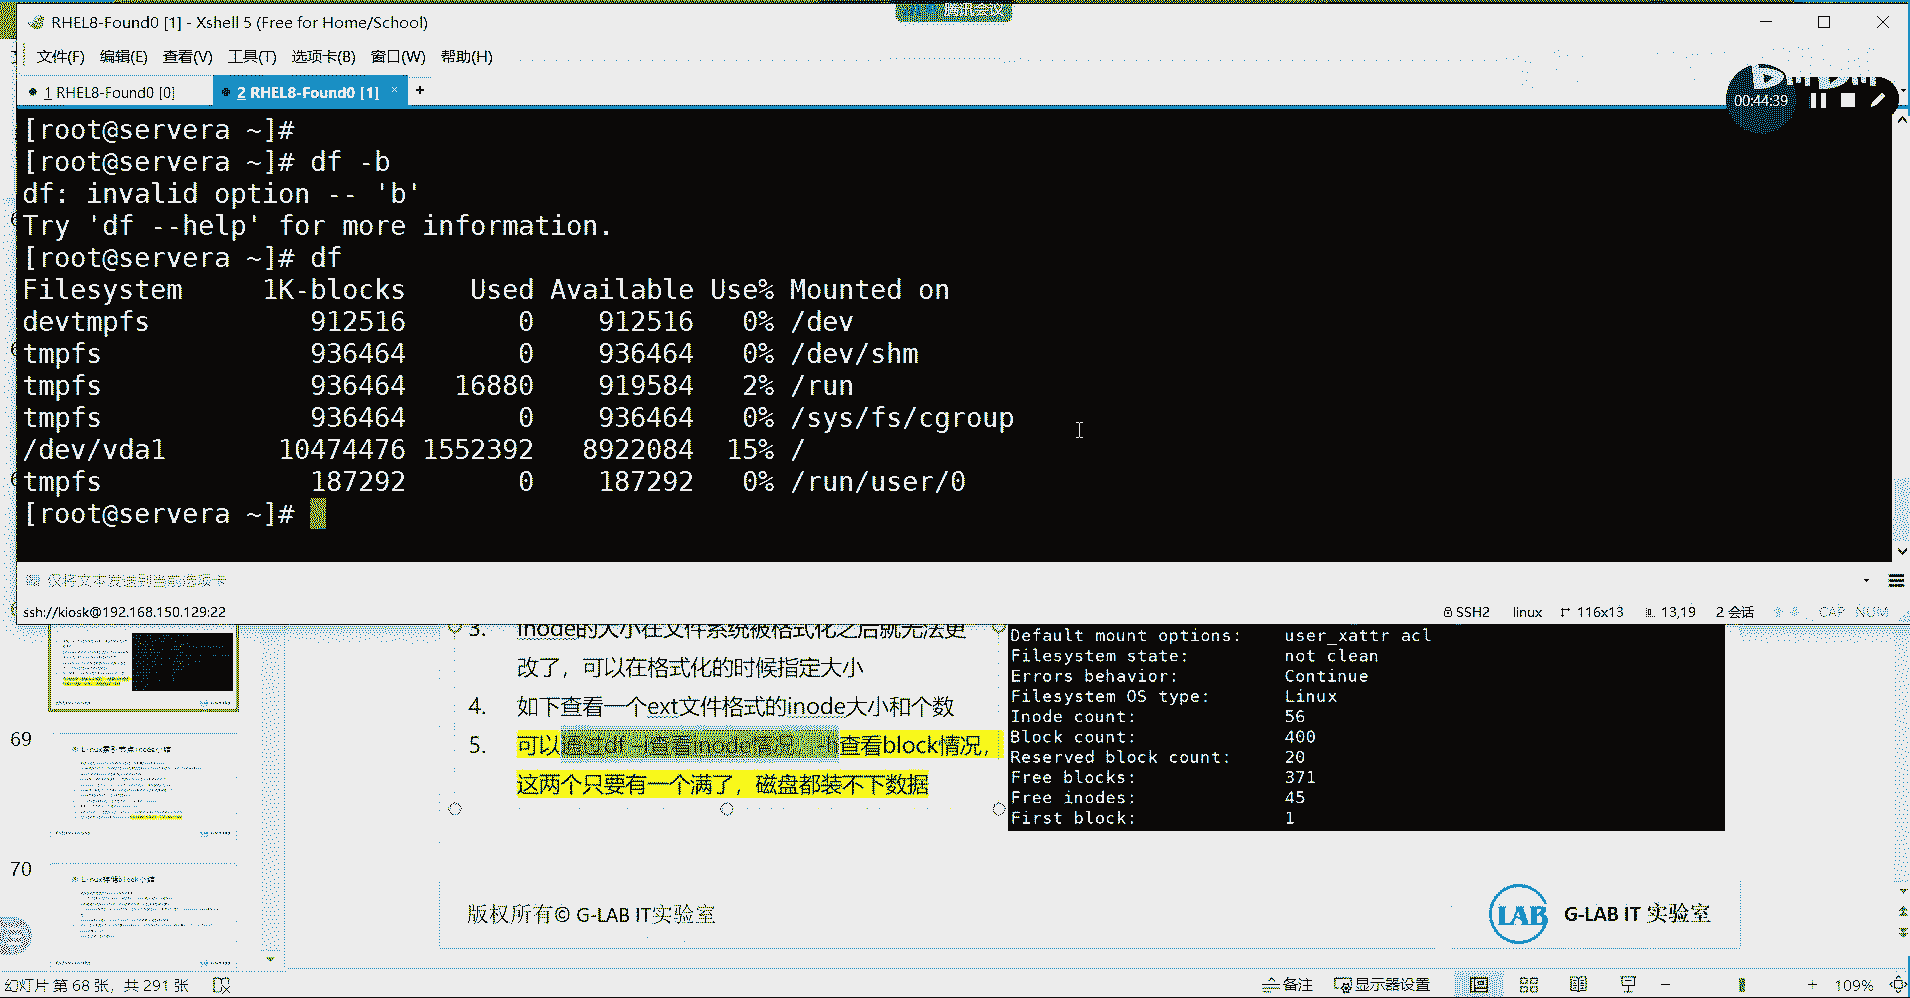 RHEL8-Found0 [1] - Xshell 5 (Free for Home/School)
文件(F) 编辑(E) 查看(V) 工具(T) 选项卡(B) 窗口(W) 帮助(H)
1 RHEL8-Found0 [0]
2 RHEL8-Found0 [1] × +
00:44:39
[root@servera ~]#
[root@servera ~]# df -b
df: invalid option -- 'b'
Try 'df --help' for more information.
[root@servera ~]# df
Filesystem 1K-blocks Used Available Use% Mounted on
devtmpfs 912516 0 912516 0% /dev
tmpfs 936464 0 936464 0% /dev/shm
tmpfs 936464 16880 919584 2% /run
tmpfs 936464 0 936464 0% /sys/fs/cgroup
/dev/vda1 10474476 1552392 8922084 15% /
tmpfs 187292 0 187292 0% /run/user/0
[root@servera ~]#
仅将文本发送到当前选项卡
ssh://kiosk@192.168.150.129:22
SSH2 linux 116x13 13,19 2 会话 CAP NUM
3. inode的大小在文件系统被格式化之后就无法更
改了，可以在格式化的时候指定大小
4. 如下查看一个ext文件格式的inode大小和个数
5. 可以通过df -i查看inode情况，-h查看block情况，
这两个只要有一个满了，磁盘都装不下数据
Default mount options: user_xattr acl
Filesystem state: not clean
Errors behavior: Continue
Filesystem OS type: Linux
Inode count: 56
Block count: 400
Reserved block count: 20
Free blocks: 371
Free inodes: 45
First block: 1
69
70
版权所有© G-LAB IT实验室
LAB G-LAB IT 实验室
幻灯片 第 68 张，共 291 张
备注 显示器设置
109%